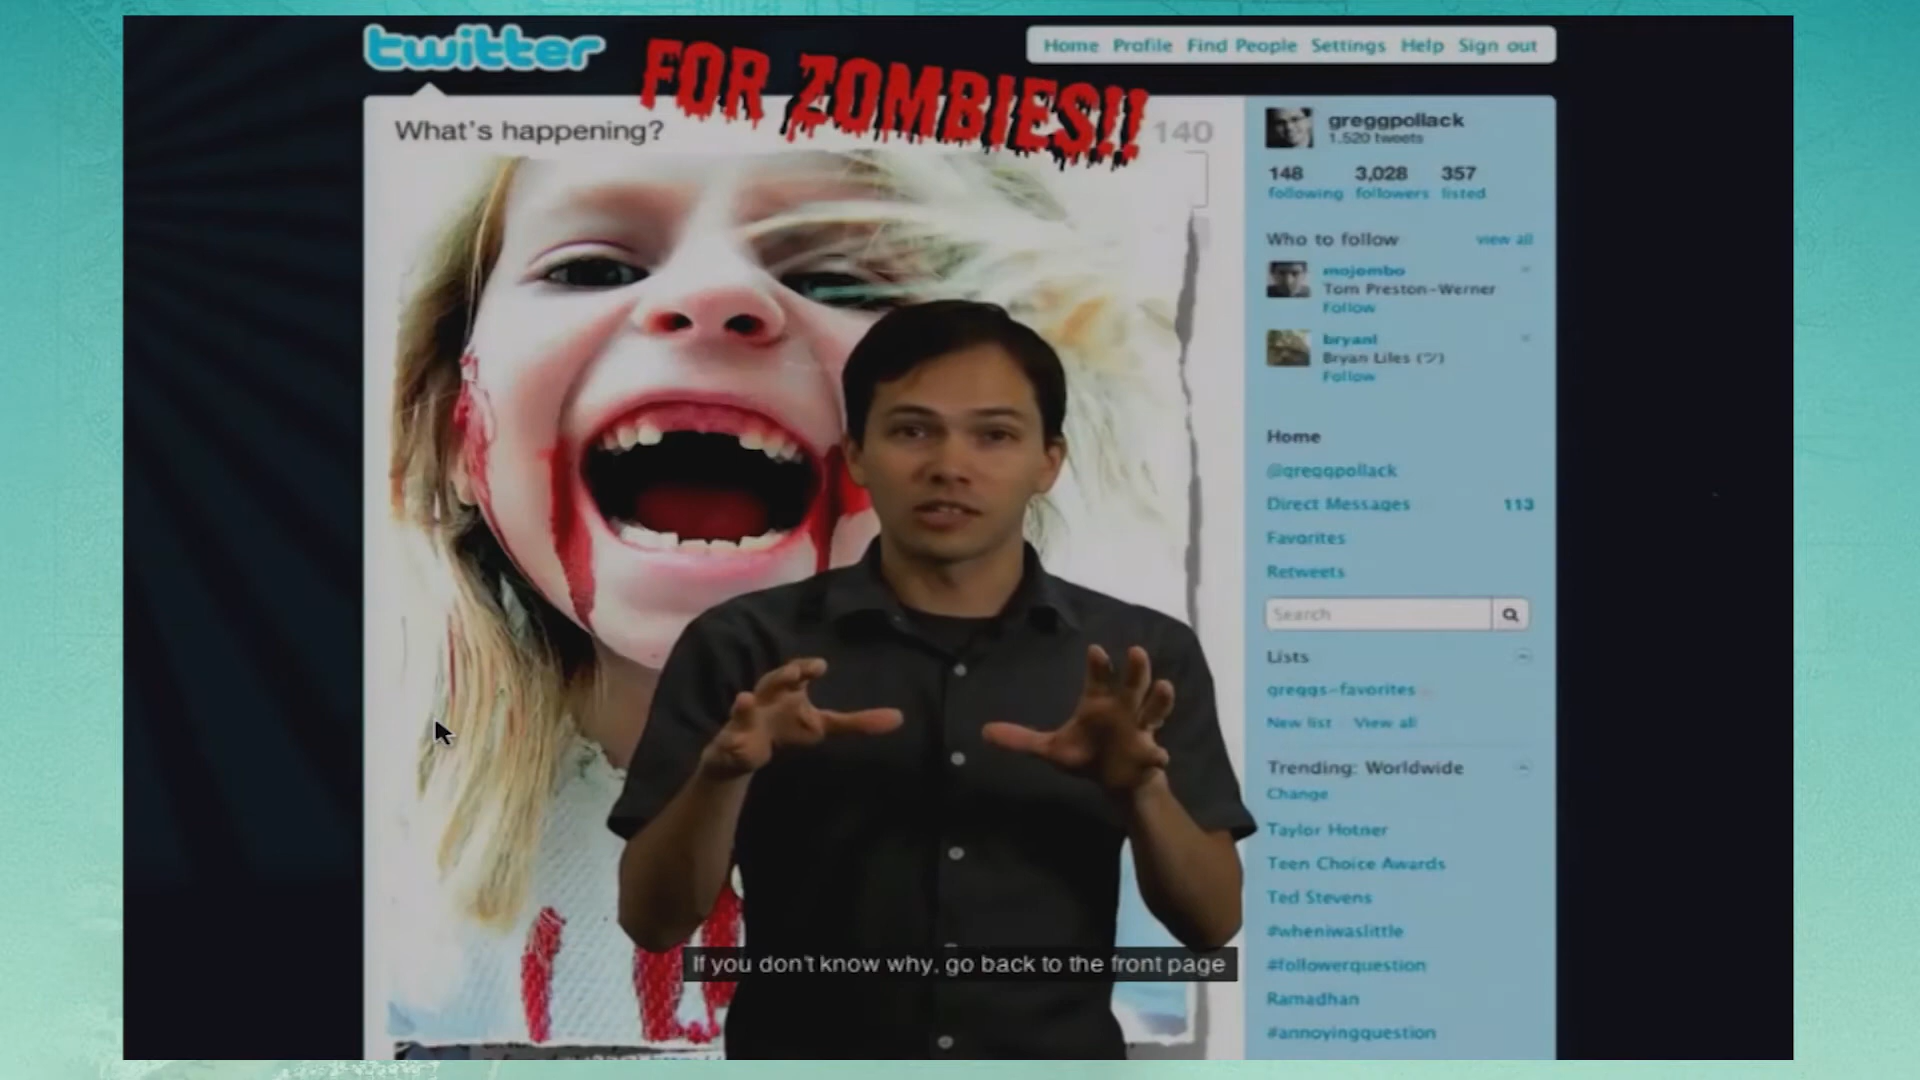 twitter
FOR ZOMBIES!!
Home Profile Find People Settings Help Sign out
What's happening?
140
greggpollack
1,520 tweets
148 3,028 357
following followers listed
Who to follow view all
mojombo
Tom Preston-Werner
Follow
bryanl
Bryan Liles (ツ)
Follow
Home
@greggpollack
Direct Messages 113
Favorites
Retweets
Search
Lists
greggs-favorites
New list View all
Trending: Worldwide
Change
Taylor Hotner
Teen Choice Awards
Ted Stevens
#wheniwaslittle
#followerquestion
Ramadhan
#annoyingquestion
If you don't know why, go back to the front page